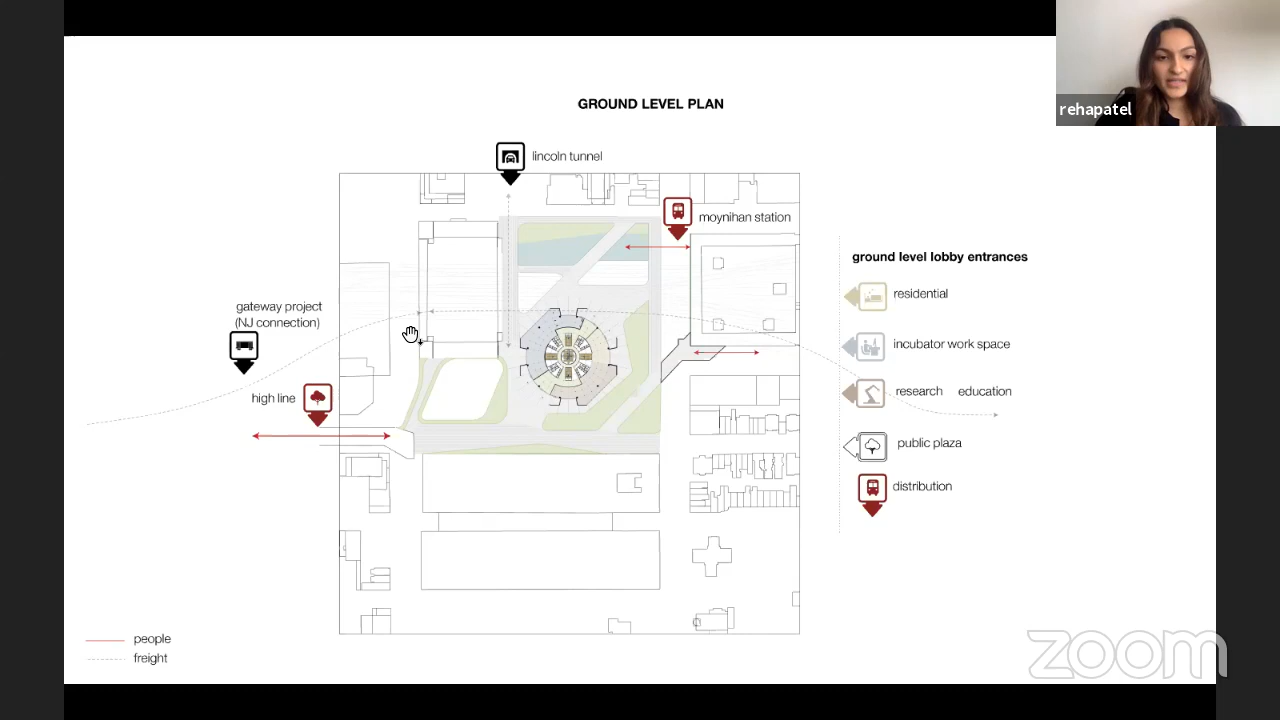 rehapatel
GROUND LEVEL PLAN
lincoln tunnel
moynihan station
gateway project
(NJ connection)
high line
ground level lobby entrances
residential
incubator work space
research education
public plaza
distribution
people
freight
zoom